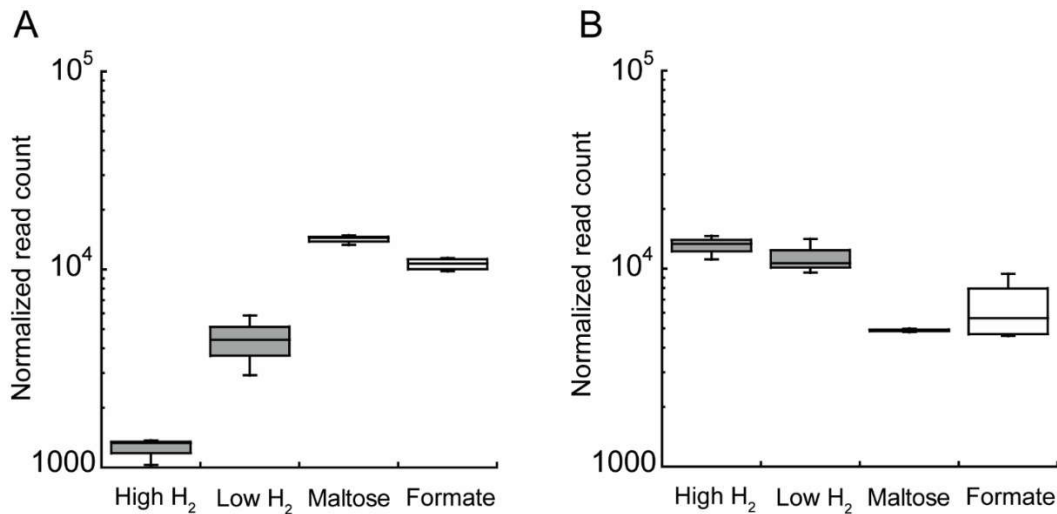 A
10^5
Normalized read count
10^4
1000
High H₂ Low H₂ Maltose Formate
B
10^5
Normalized read count
10^4
1000
High H₂ Low H₂ Maltose Formate